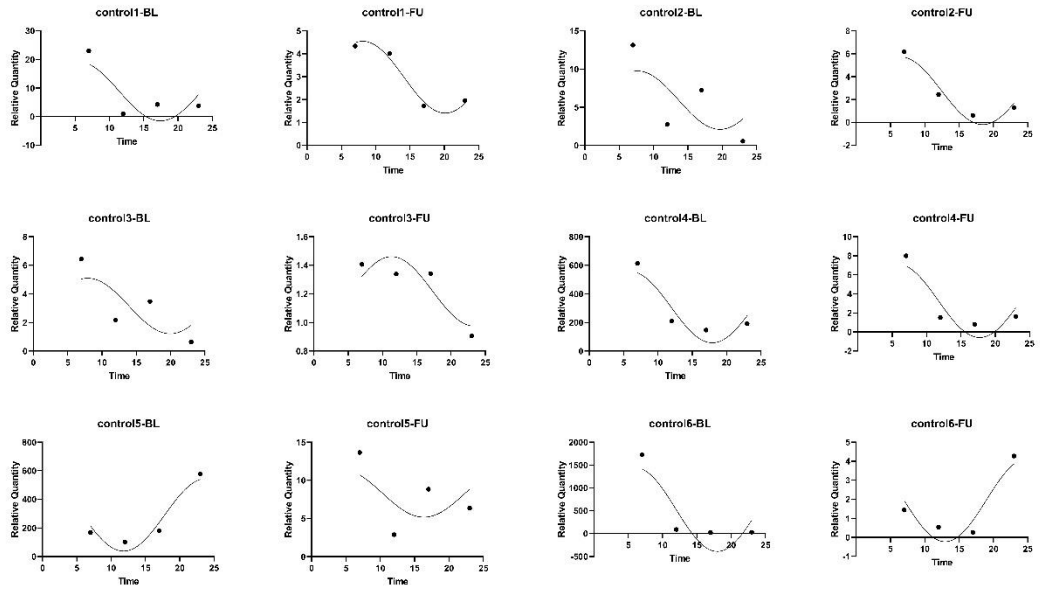 control1-BL
Relative Quantity
30
20
10
0
-10
5 10 15 20 25
Time
control1-FU
Relative Quantity
5
4
3
2
1
0
0 5 10 15 20 25
Time
control2-BL
Relative Quantity
15
10
5
0
0 5 10 15 20 25
Time
control2-FU
Relative Quantity
8
6
4
2
0
-2
5 10 15 20 25
Time
control3-BL
Relative Quantity
8
6
4
2
0
0 5 10 15 20 25
Time
control3-FU
Relative Quantity
1.6
1.4
1.2
1.0
0.8
0 5 10 15 20 25
Time
control4-BL
Relative Quantity
800
600
400
200
0
0 5 10 15 20 25
Time
control4-FU
Relative Quantity
10
8
6
4
2
0
-2
5 10 15 20 25
Time
control5-BL
Relative Quantity
800
600
400
200
0
0 5 10 15 20 25
Time
control5-FU
Relative Quantity
15
10
5
0
0 5 10 15 20 25
Time
control6-BL
Relative Quantity
2000
1500
1000
500
0
-500
5 10 15 20 25
Time
control6-FU
Relative Quantity
5
4
3
2
1
0
-1
5 10 15 20 25
Time